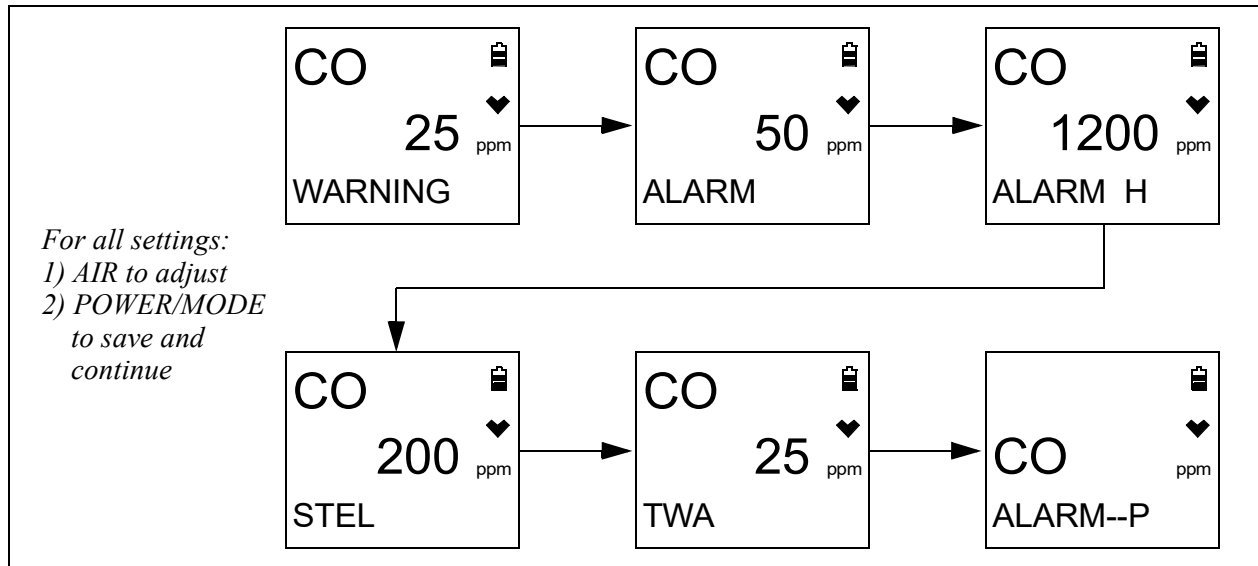 CO
25 ppm
WARNING
CO
50 ppm
ALARM
CO
1200 ppm
ALARM H
For all settings:
1) AIR to adjust
2) POWER/MODE
to save and
continue
CO
200 ppm
STEL
CO
25 ppm
TWA
CO ppm
ALARM--P